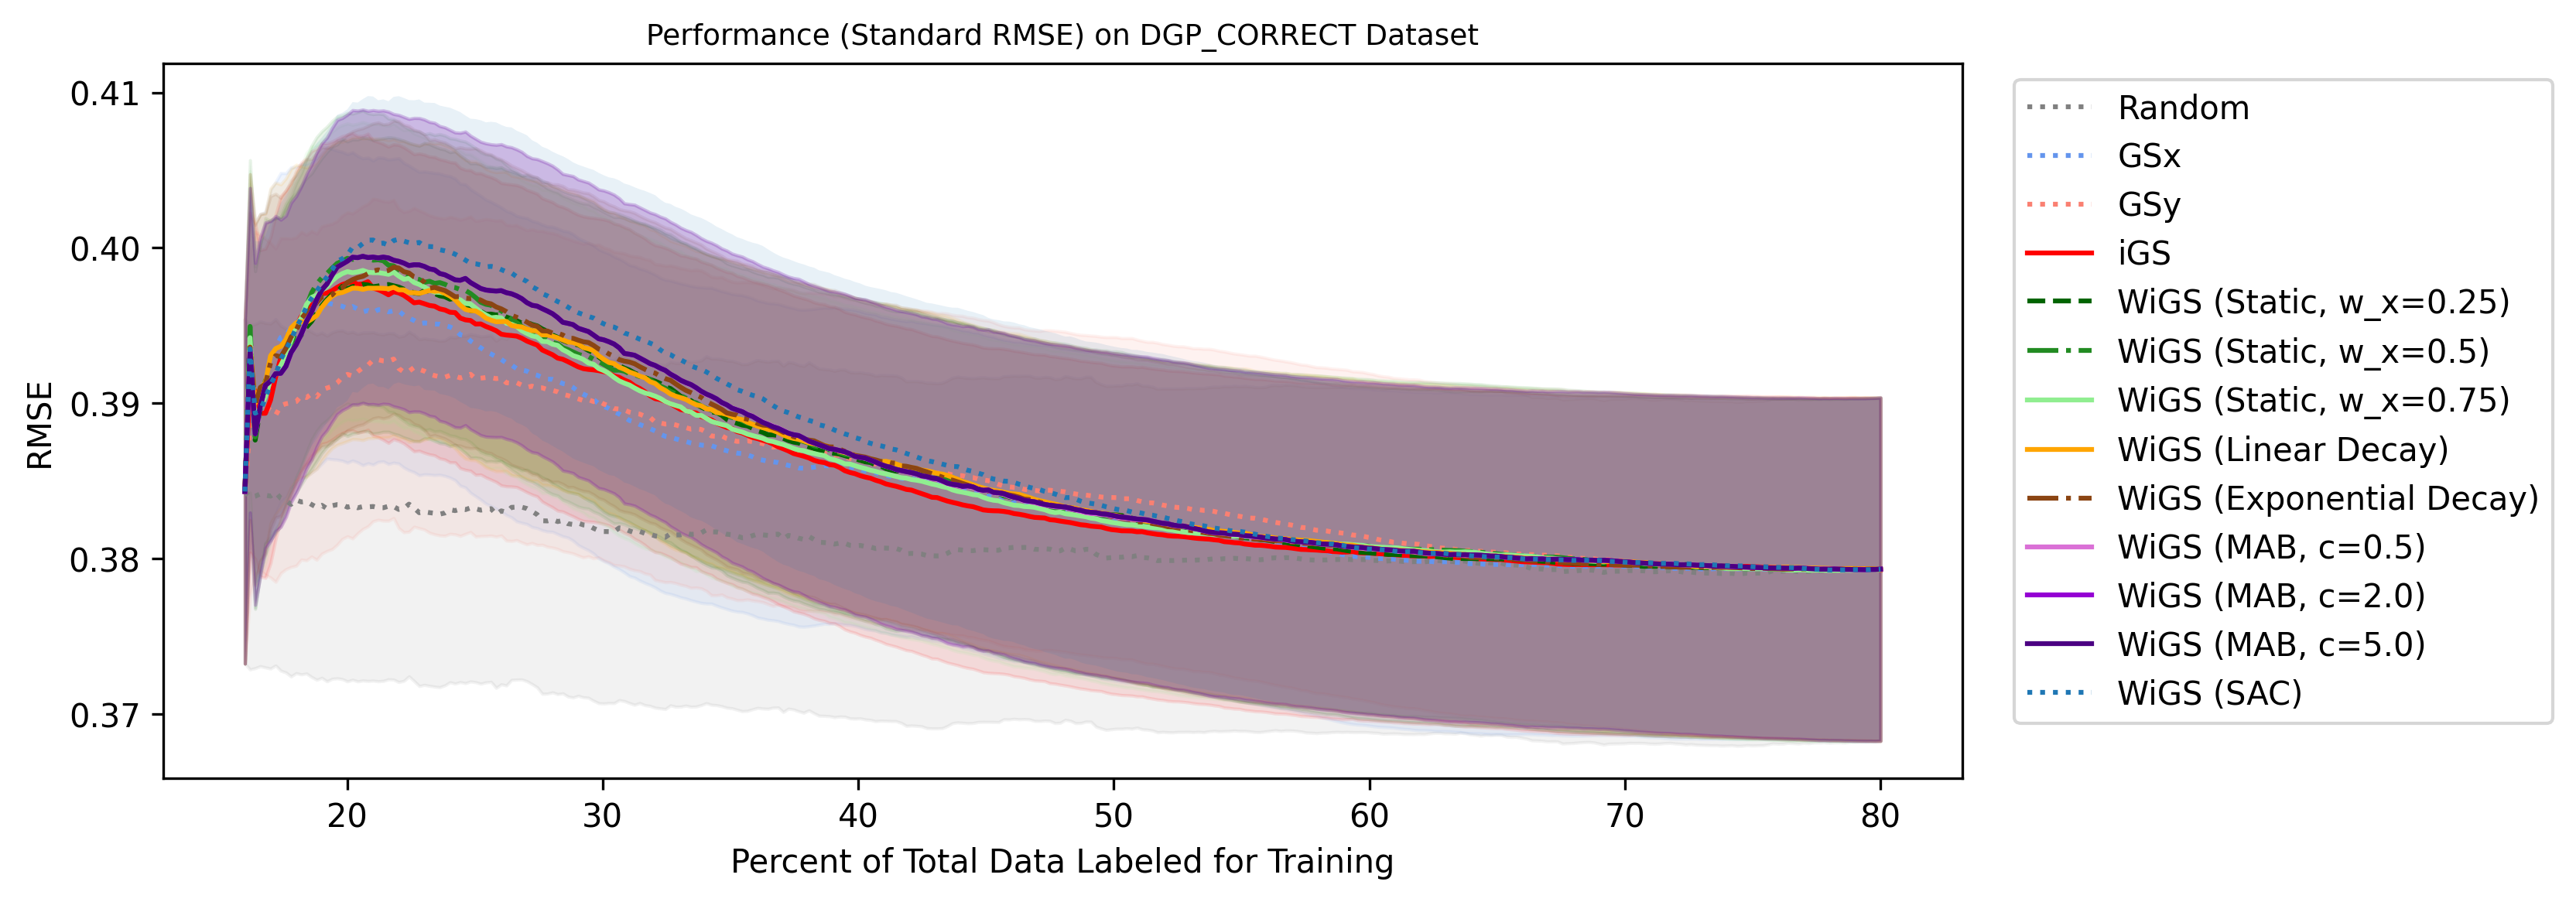 Performance (Standard RMSE) on DGP_CORRECT Dataset
RMSE
0.41
0.40
0.39
0.38
0.37
20 30 40 50 60 70 80
Percent of Total Data Labeled for Training
Random
GSx
GSy
iGS
WiGS (Static, w_x=0.25)
WiGS (Static, w_x=0.5)
WiGS (Static, w_x=0.75)
WiGS (Linear Decay)
WiGS (Exponential Decay)
WiGS (MAB, c=0.5)
WiGS (MAB, c=2.0)
WiGS (MAB, c=5.0)
WiGS (SAC)